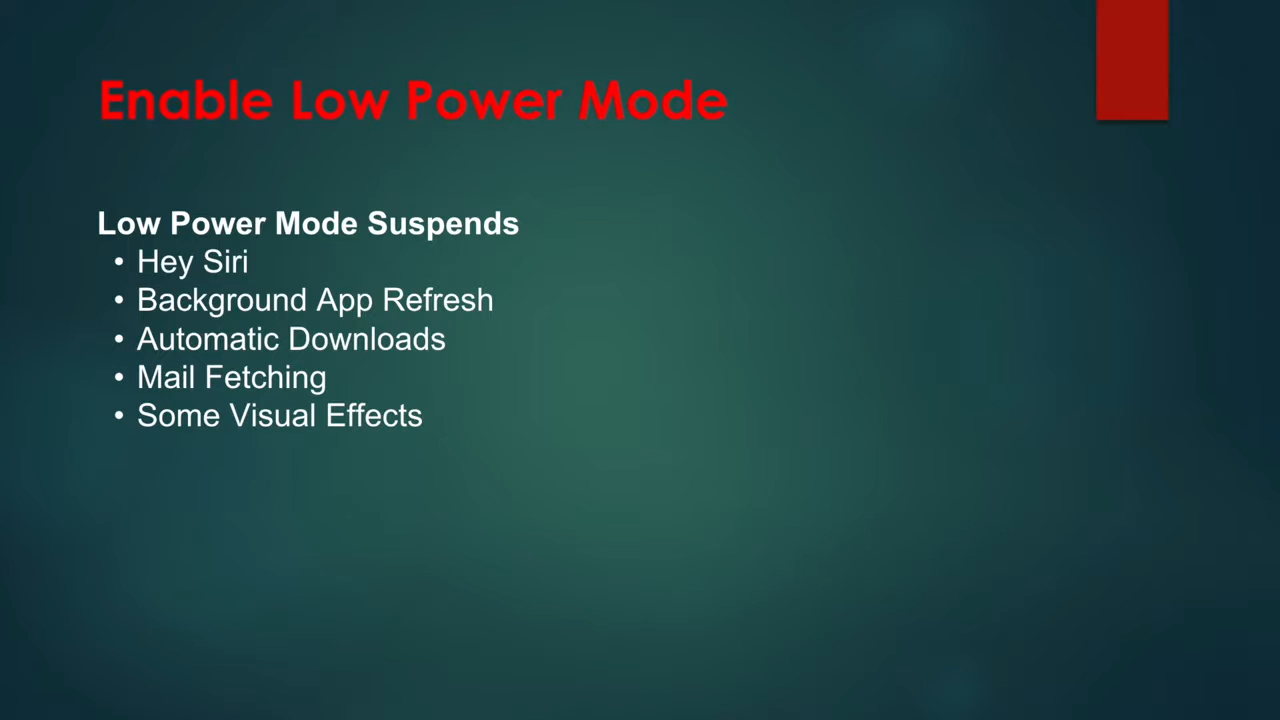 Enable Low Power Mode
Low Power Mode Suspends
• Hey Siri
• Background App Refresh
• Automatic Downloads
• Mail Fetching
• Some Visual Effects